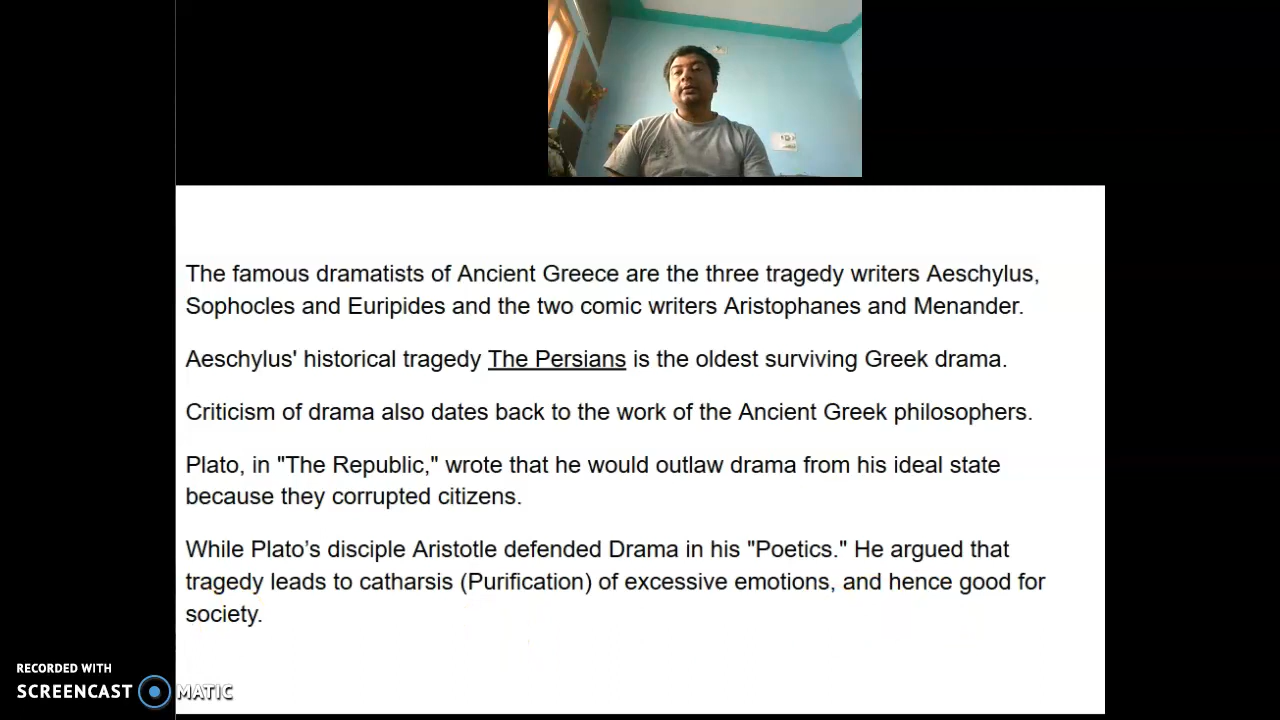 The famous dramatists of Ancient Greece are the three tragedy writers Aeschylus,
Sophocles and Euripides and the two comic writers Aristophanes and Menander.
Aeschylus' historical tragedy The Persians is the oldest surviving Greek drama.
Criticism of drama also dates back to the work of the Ancient Greek philosophers.
Plato, in "The Republic," wrote that he would outlaw drama from his ideal state
because they corrupted citizens.
While Plato’s disciple Aristotle defended Drama in his "Poetics." He argued that
tragedy leads to catharsis (Purification) of excessive emotions, and hence good for
society.
RECORDED WITH
SCREENCAST MATIC